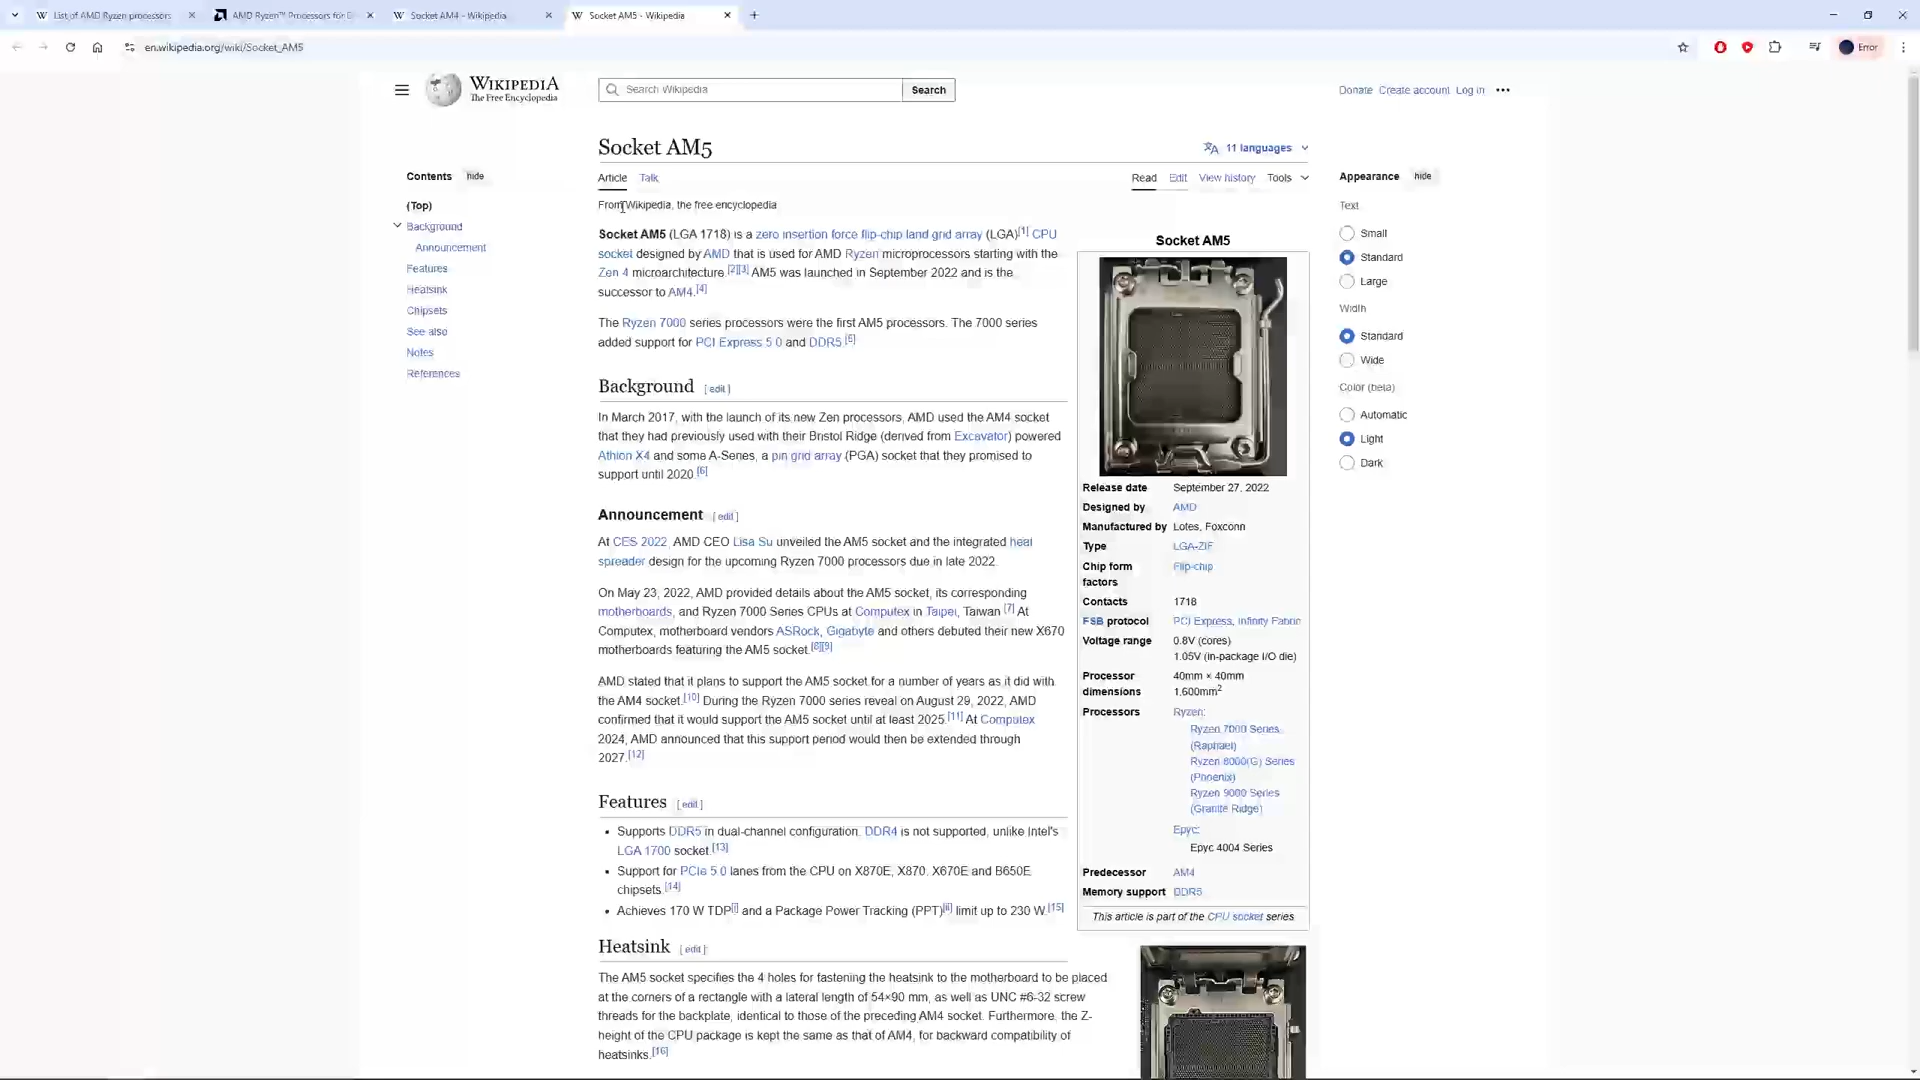 List of AMD Ryzen processors
AMD Ryzen™ Processors for B
Socket AM4 - Wikipedia
Socket AM5 - Wikipedia
en.wikipedia.org/wiki/Socket_AM5
Error
WIKIPEDIA
The Free Encyclopedia
Search Wikipedia
Search
Donate Create account Log in
Socket AM5
11 languages
Article Talk
Read Edit View history Tools
From Wikipedia, the free encyclopedia
Contents hide
(Top)
Background
Announcement
Features
Heatsink
Chipsets
See also
Notes
References
Socket AM5 (LGA 1718) is a zero insertion force flip-chip land grid array (LGA)[1] CPU
socket designed by AMD that is used for AMD Ryzen microprocessors starting with the
Zen 4 microarchitecture.[2][3] AM5 was launched in September 2022 and is the
successor to AM4.[4]
The Ryzen 7000 series processors were the first AM5 processors. The 7000 series
added support for PCI Express 5.0 and DDR5.[5]
Background [ edit ]
In March 2017, with the launch of its new Zen processors, AMD used the AM4 socket
that they had previously used with their Bristol Ridge (derived from Excavator) powered
Athlon X4 and some A-Series, a pin grid array (PGA) socket that they promised to
support until 2020.[6]
Announcement [ edit ]
At CES 2022, AMD CEO Lisa Su unveiled the AM5 socket and the integrated heat
spreader design for the upcoming Ryzen 7000 processors due in late 2022.
On May 23, 2022, AMD provided details about the AM5 socket, its corresponding
motherboards, and Ryzen 7000 Series CPUs at Computex in Taipei, Taiwan.[7] At
Computex, motherboard vendors ASRock, Gigabyte and others debuted their new X670
motherboards featuring the AM5 socket.[8][9]
AMD stated that it plans to support the AM5 socket for a number of years as it did with
the AM4 socket.[10] During the Ryzen 7000 series reveal on August 29, 2022, AMD
confirmed that it would support the AM5 socket until at least 2025.[11] At Computex
2024, AMD announced that this support period would then be extended through
2027.[12]
Features [ edit ]
• Supports DDR5 in dual-channel configuration. DDR4 is not supported, unlike Intel's
LGA 1700 socket.[13]
• Support for PCIe 5.0 lanes from the CPU on X870E, X870, X670E and B650E
chipsets.[14]
• Achieves 170 W TDP[i] and a Package Power Tracking (PPT)[ii] limit up to 230 W.[15]
Heatsink [ edit ]
The AM5 socket specifies the 4 holes for fastening the heatsink to the motherboard to be placed
at the corners of a rectangle with a lateral length of 54×90 mm, as well as UNC #6-32 screw
threads for the backplate, identical to those of the preceding AM4 socket. Furthermore, the Z-
height of the CPU package is kept the same as that of AM4, for backward compatibility of
heatsinks.[16]
Socket AM5
Release date September 27, 2022
Designed by AMD
Manufactured by Lotes, Foxconn
Type LGA-ZIF
Chip form Flip-chip
factors
Contacts 1718
FSB protocol PCI Express, Infinity Fabric
Voltage range 0.8V (cores)
1.05V (in-package I/O die)
Processor 40mm × 40mm
dimensions 1,600mm2
Processors Ryzen:
Ryzen 7000 Series
(Raphael)
Ryzen 8000(G) Series
(Phoenix)
Ryzen 9000 Series
(Granite Ridge)
Epyc:
Epyc 4004 Series
Predecessor AM4
Memory support DDR5
This article is part of the CPU socket series
Appearance hide
Text
Small
Standard
Large
Width
Standard
Wide
Color (beta)
Automatic
Light
Dark